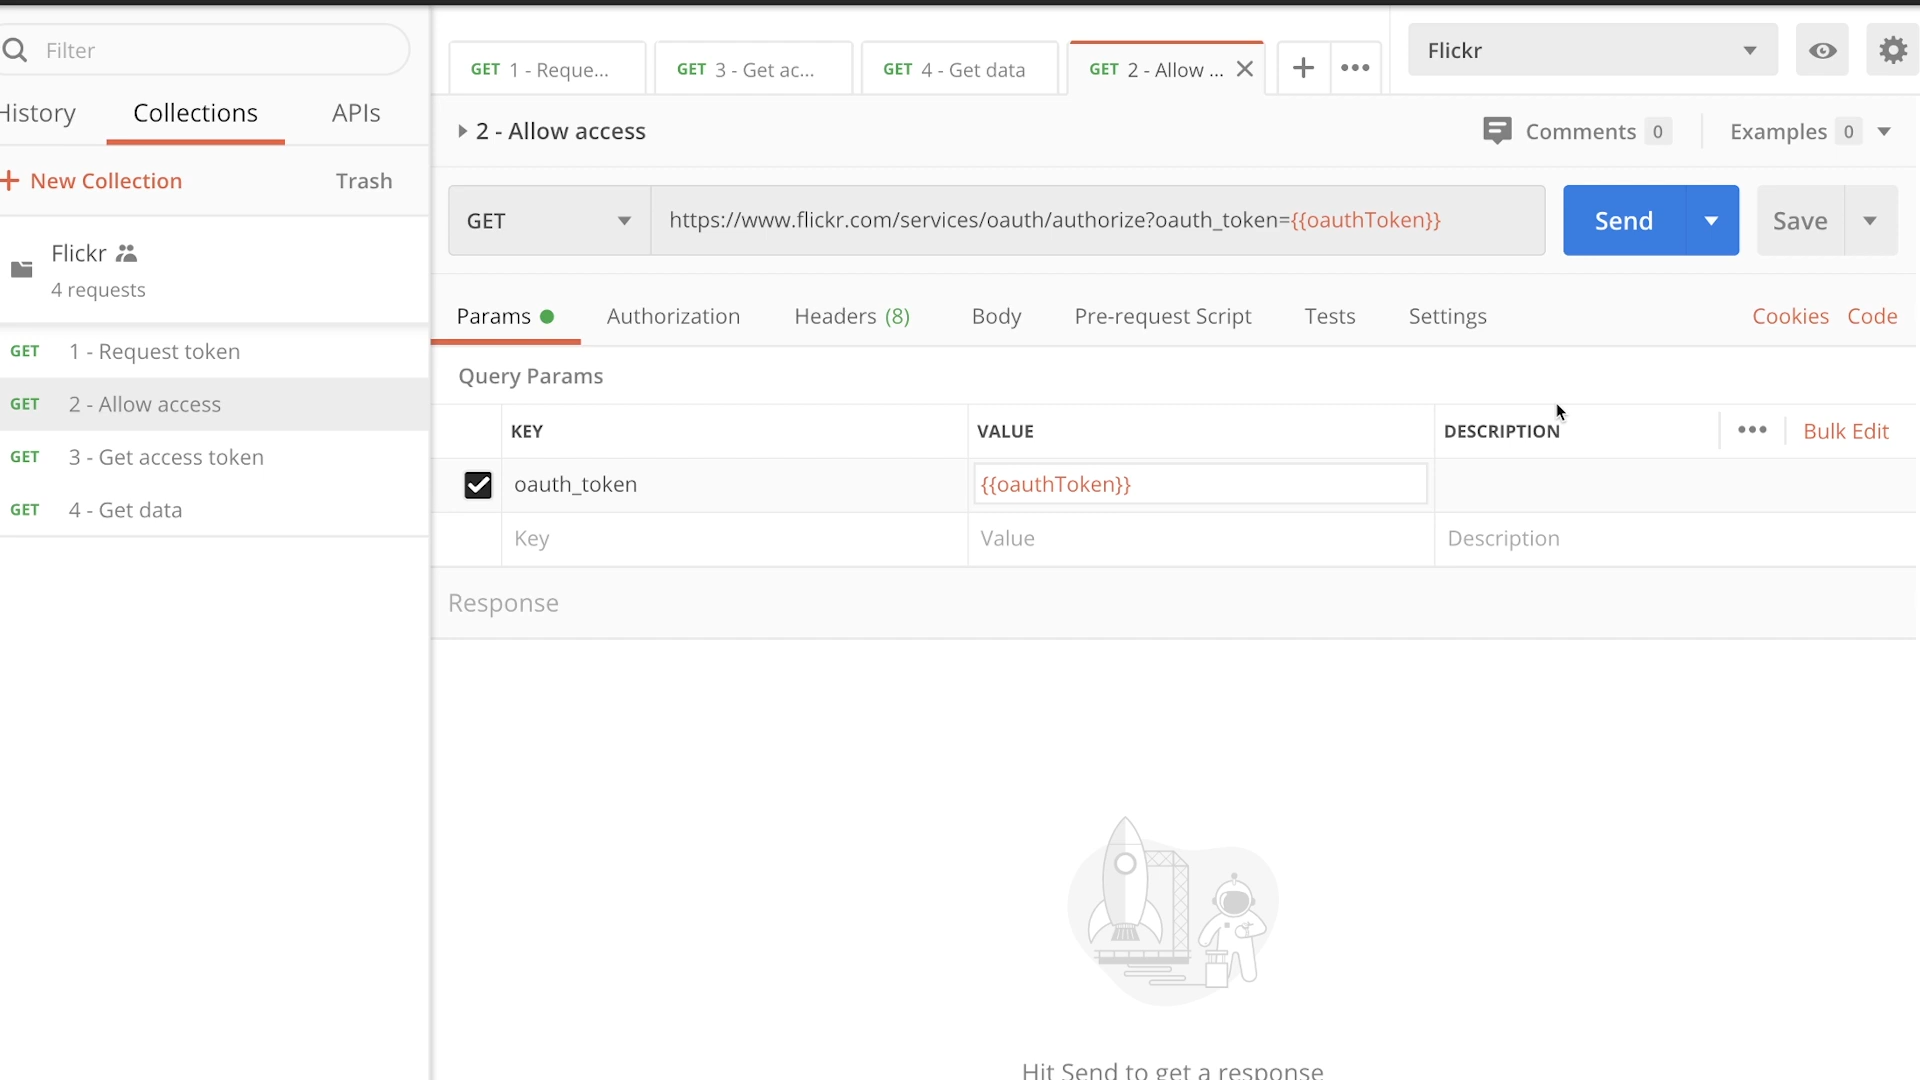 Filter
History
Collections
APIs
New Collection
Trash
Flickr
4 requests
GET 1 - Request token
GET 2 - Allow access
GET 3 - Get access token
GET 4 - Get data
GET 1 - Reque...
GET 3 - Get ac...
GET 4 - Get data
GET 2 - Allow ...
Flickr
2 - Allow access
Comments 0
Examples 0
GET
https://www.flickr.com/services/oauth/authorize?oauth_token={{oauthToken}}
Send
Save
Params
Authorization
Headers (8)
Body
Pre-request Script
Tests
Settings
Cookies
Code
Query Params
KEY
VALUE
DESCRIPTION
Bulk Edit
oauth_token
{{oauthToken}}
Key
Value
Description
Response
Hit Send to get a response